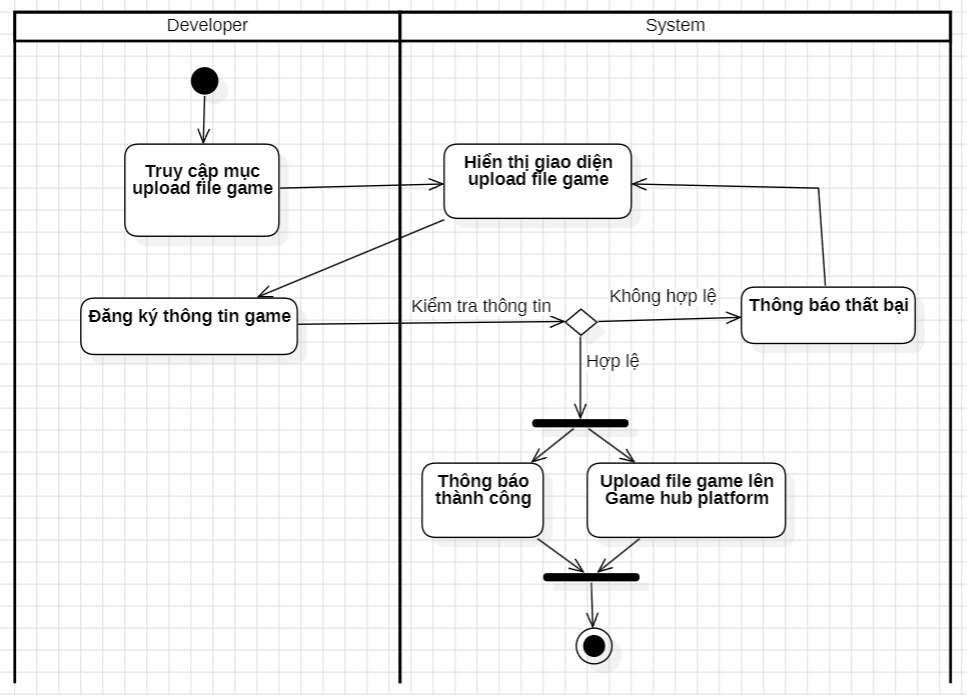 Developer
System
Truy cập mục
upload file game
Hiển thị giao diện
upload file game
Đăng ký thông tin game
Kiểm tra thông tin
Không hợp lệ
Thông báo thất bại
Hợp lệ
Thông báo
thành công
Upload file game lên
Game hub platform